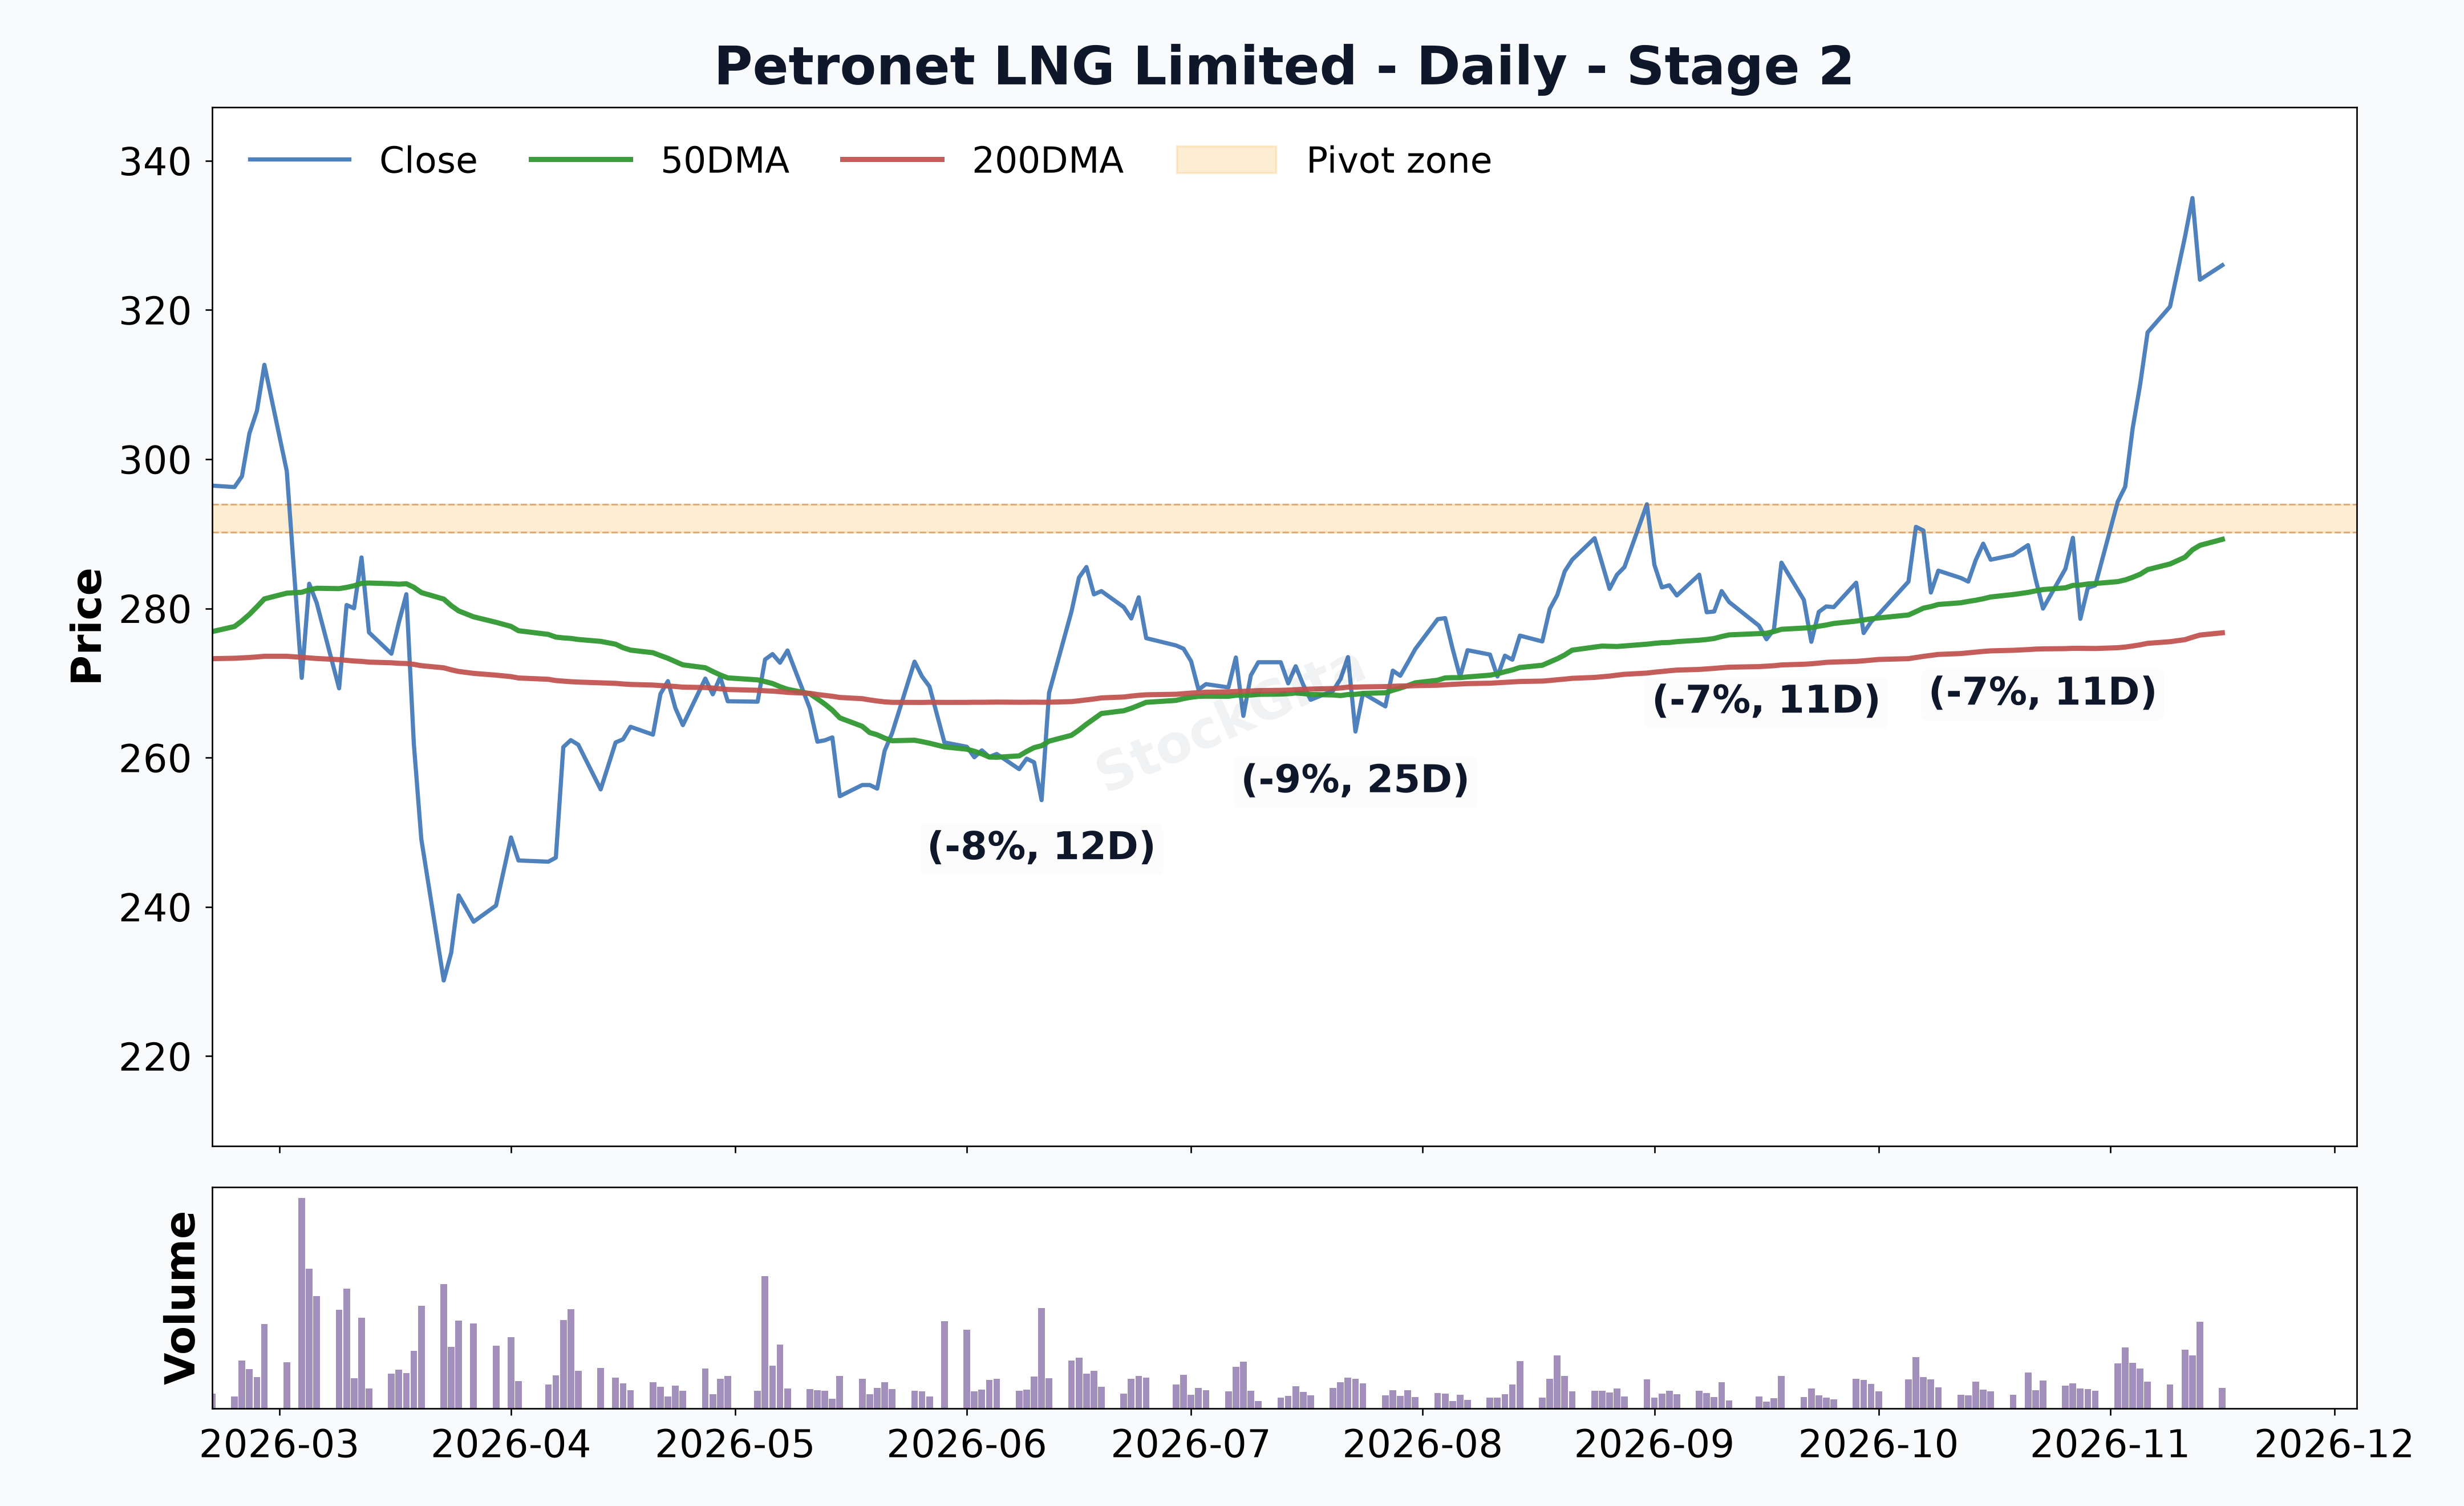 Petronet LNG Limited - Daily - Stage 2
Close 50DMA 200DMA Pivot zone
340
320
300
280
260
240
220
Price
StockGita
(-7%, 11D)
(-7%, 11D)
(-9%, 25D)
(-8%, 12D)
Volume
2026-03 2026-04 2026-05 2026-06 2026-07 2026-08 2026-09 2026-10 2026-11 2026-12